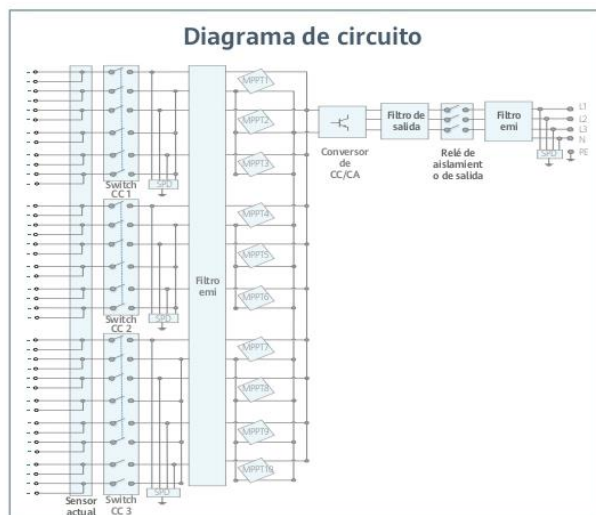 Diagrama de circuito
MPPT1
MPPT2
MPPT3
SPD
Switch
CC 1
MPPT4
MPPT5
MPPT6
SPD
Switch
CC 2
Filtro
emi
MPPT7
MPPT8
MPPT9
MPPT10
SPD
Sensor
actual
Switch
CC 3
Conversor
de
CC/CA
Filtro de
salida
Relé de
aislamient
o de salida
Filtro
emi
L1
L2
L3
N
PE
SPD